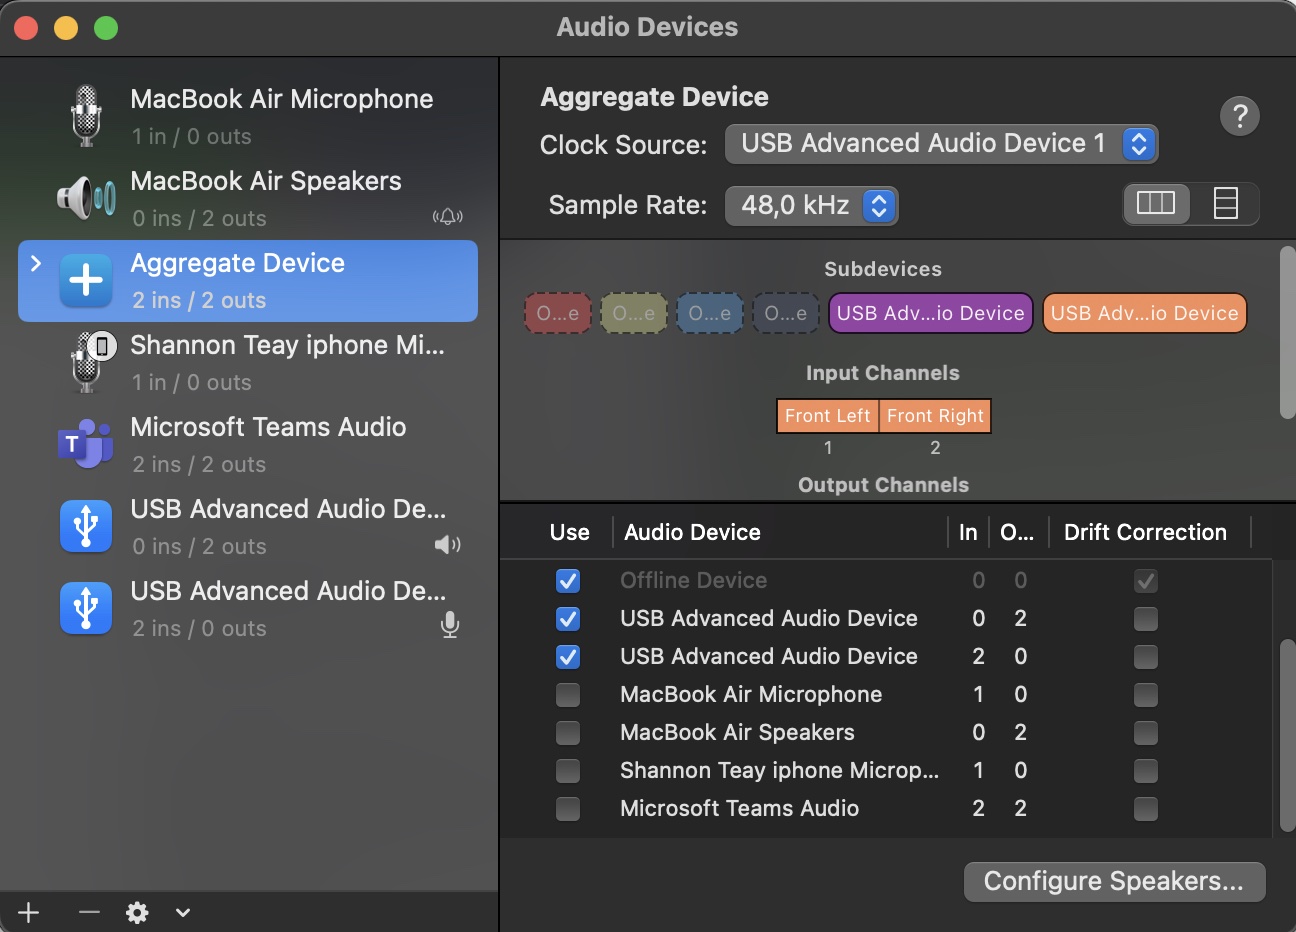 Audio Devices
MacBook Air Microphone
1 in / 0 outs
MacBook Air Speakers
0 ins / 2 outs
Aggregate Device
2 ins / 2 outs
Shannon Teay iphone Mi...
1 in / 0 outs
Microsoft Teams Audio
2 ins / 2 outs
T
USB Advanced Audio De...
0 ins / 2 outs
USB Advanced Audio De...
2 ins / 0 outs
Aggregate Device
?
Clock Source: USB Advanced Audio Device 1
Sample Rate: 48,0 kHz
Subdevices
O...e O...e O...e O...e USB Adv...io Device USB Adv...io Device
Input Channels
Front Left Front Right
1 2
Output Channels
Use Audio Device In O... Drift Correction
Offline Device 0 0
USB Advanced Audio Device 0 2
USB Advanced Audio Device 2 0
MacBook Air Microphone 1 0
MacBook Air Speakers 0 2
Shannon Teay iphone Microp... 1 0
Microsoft Teams Audio 2 2
Configure Speakers...